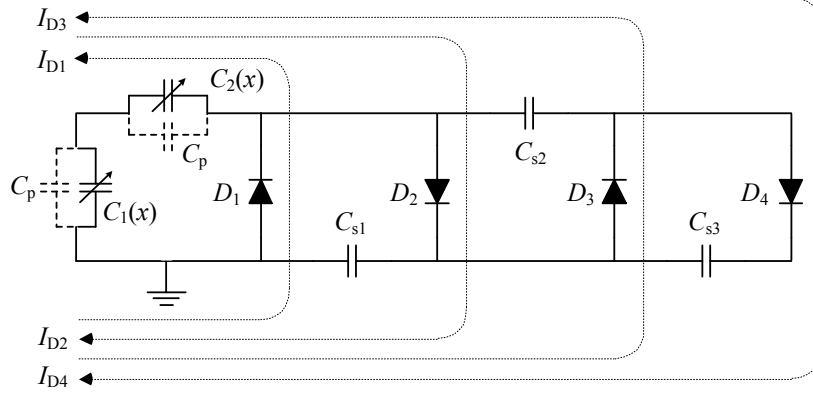 I_D3
I_D1
C_2(x)
C_p
C_s2
C_p
C_1(x)
D_1
D_2
D_3
D_4
C_s1
C_s3
I_D2
I_D4